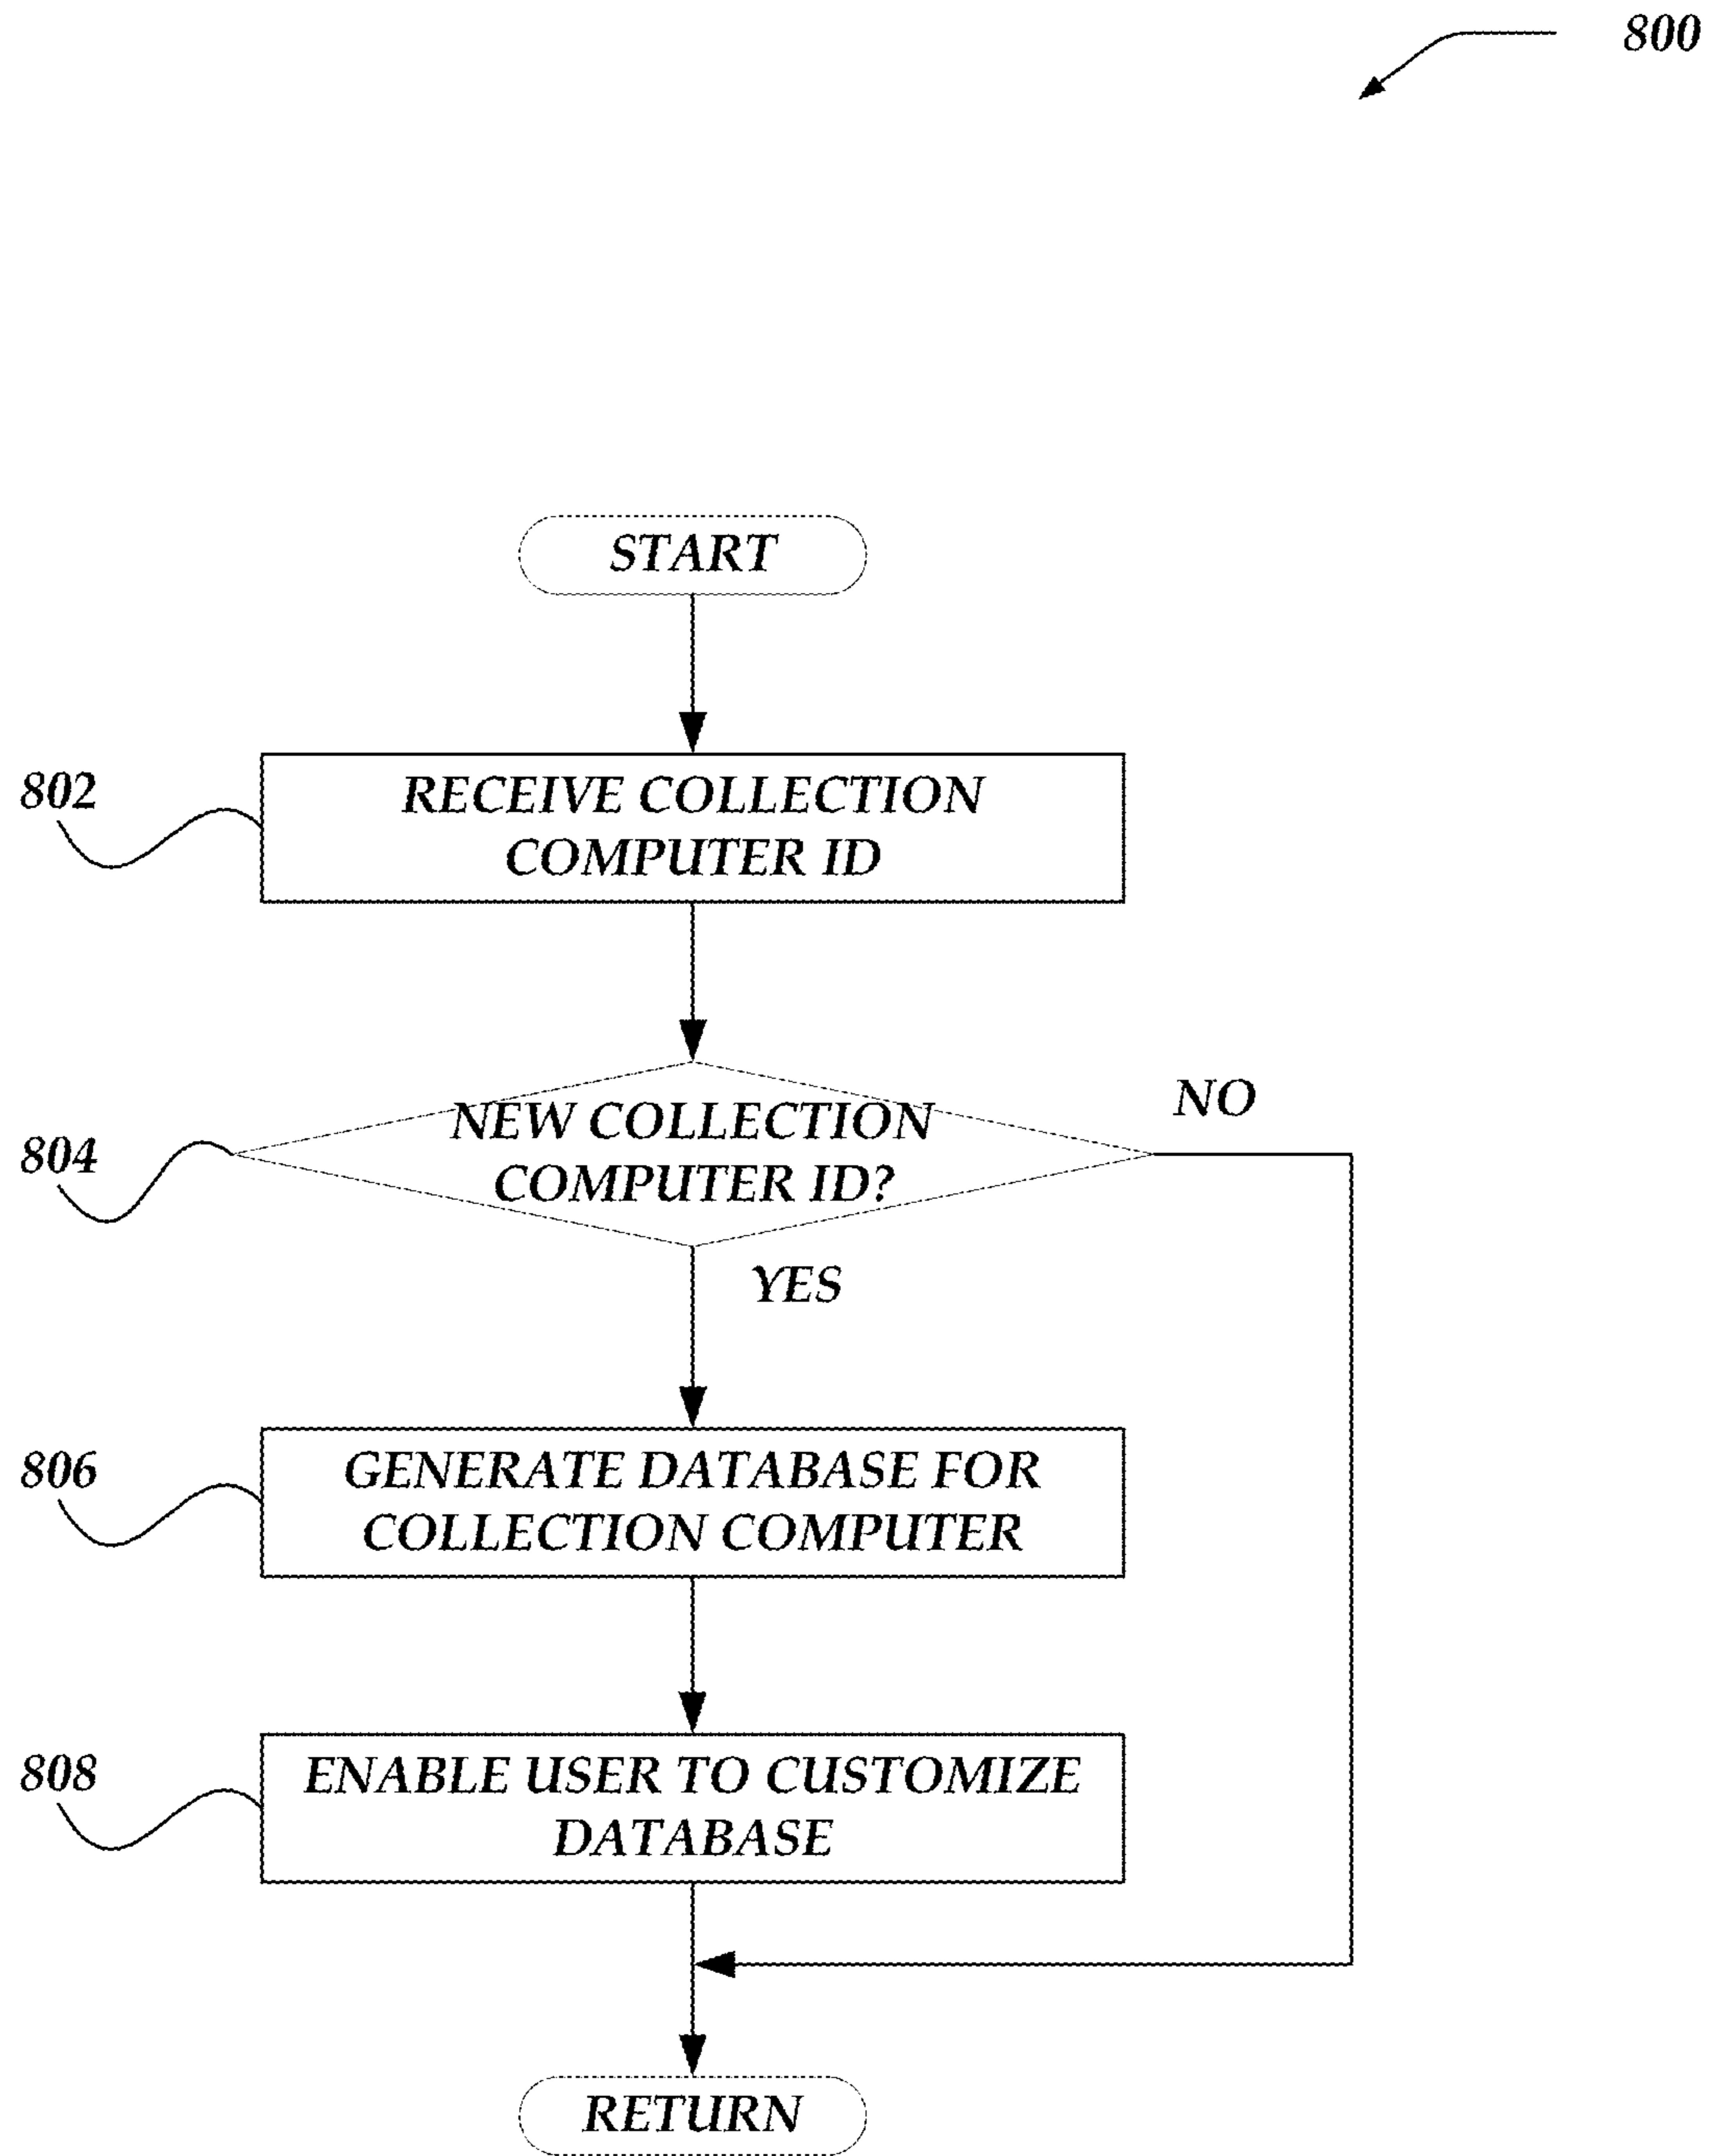 800
START
802
RECEIVE COLLECTION
COMPUTER ID
804
NEW COLLECTION
COMPUTER ID?
NO
YES
806
GENERATE DATABASE FOR
COLLECTION COMPUTER
808
ENABLE USER TO CUSTOMIZE
DATABASE
RETURN